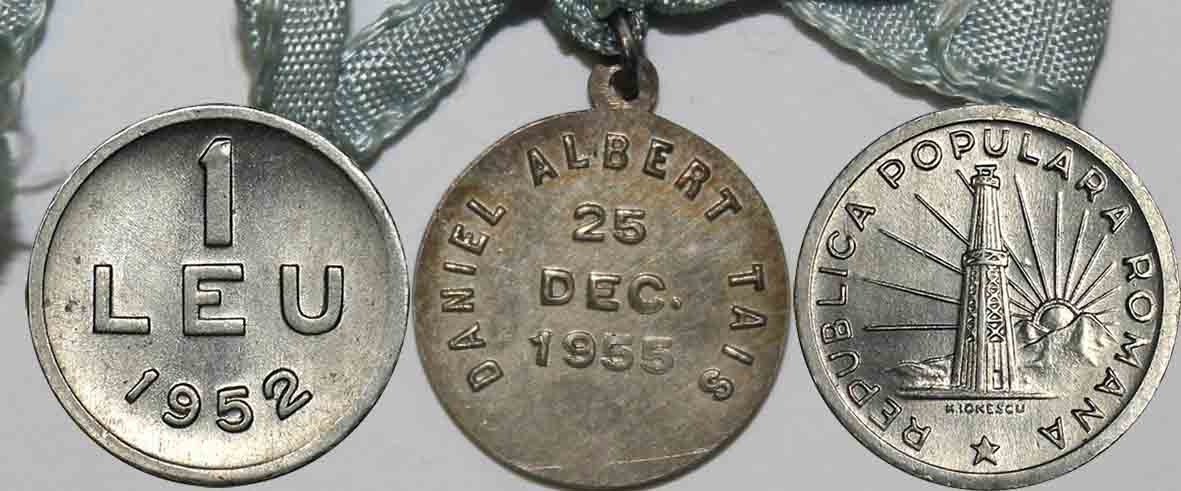 1
LEU
1952
DANIEL ALBERT TAIS
25
DEC.
1955
REPUBLICA POPULARA ROMANA
H.IONESCU